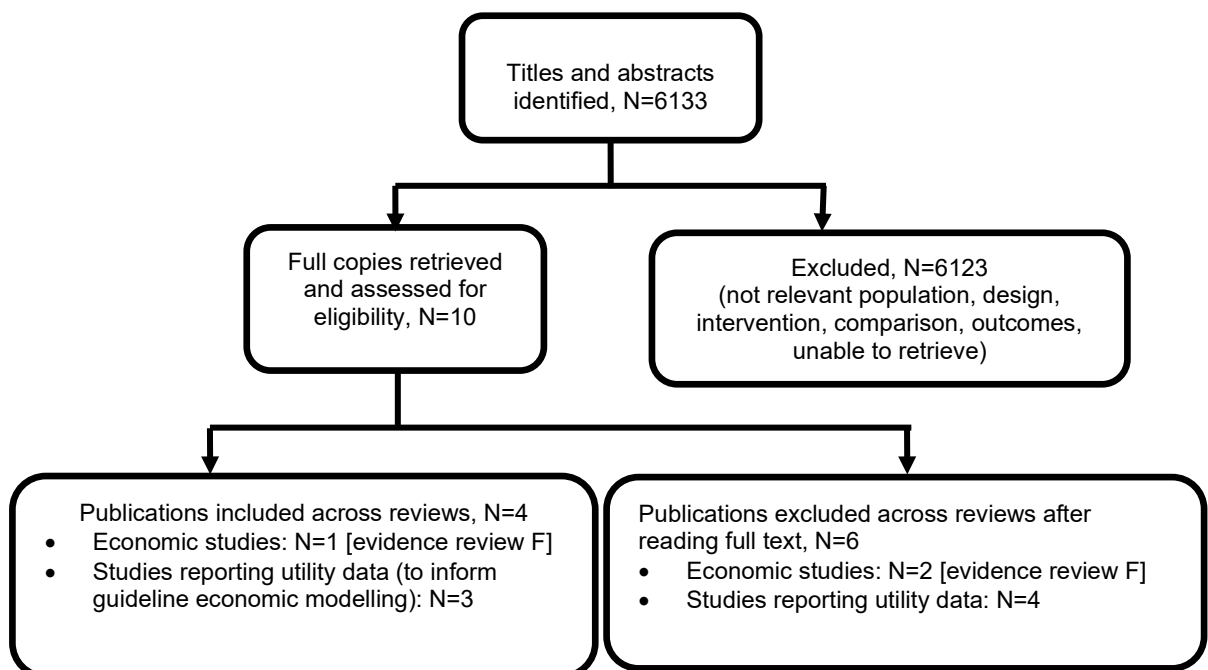 Titles and abstracts
identified, N=6133
Full copies retrieved
and assessed for
eligibility, N=10
Excluded, N=6123
(not relevant population, design,
intervention, comparison, outcomes,
unable to retrieve)
Publications included across reviews, N=4
• Economic studies: N=1 [evidence review F]
• Studies reporting utility data (to inform
guideline economic modelling): N=3
Publications excluded across reviews after
reading full text, N=6
• Economic studies: N=2 [evidence review F]
• Studies reporting utility data: N=4